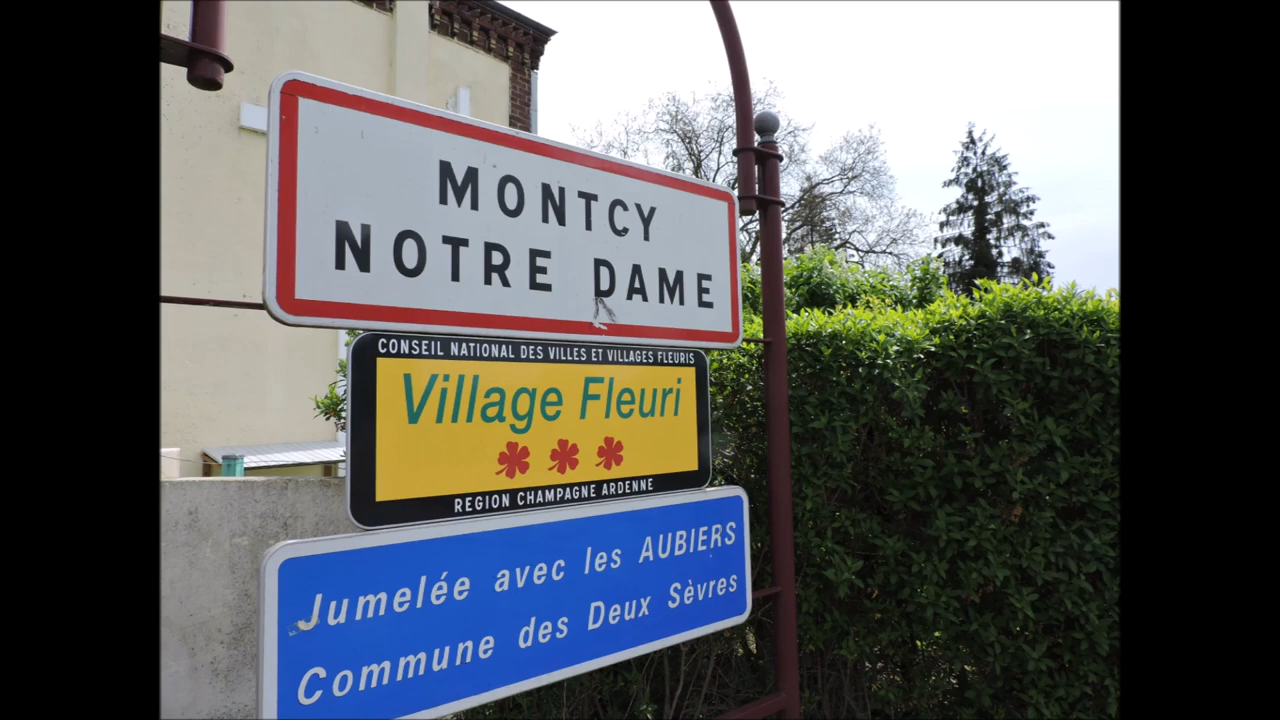 MONTCY
NOTRE DAME
CONSEIL NATIONAL DES VILLES ET VILLAGES FLEURIS
Village Fleuri
REGION CHAMPAGNE ARDENNE
Jumelée avec les AUBIERS
Commune des Deux Sèvres